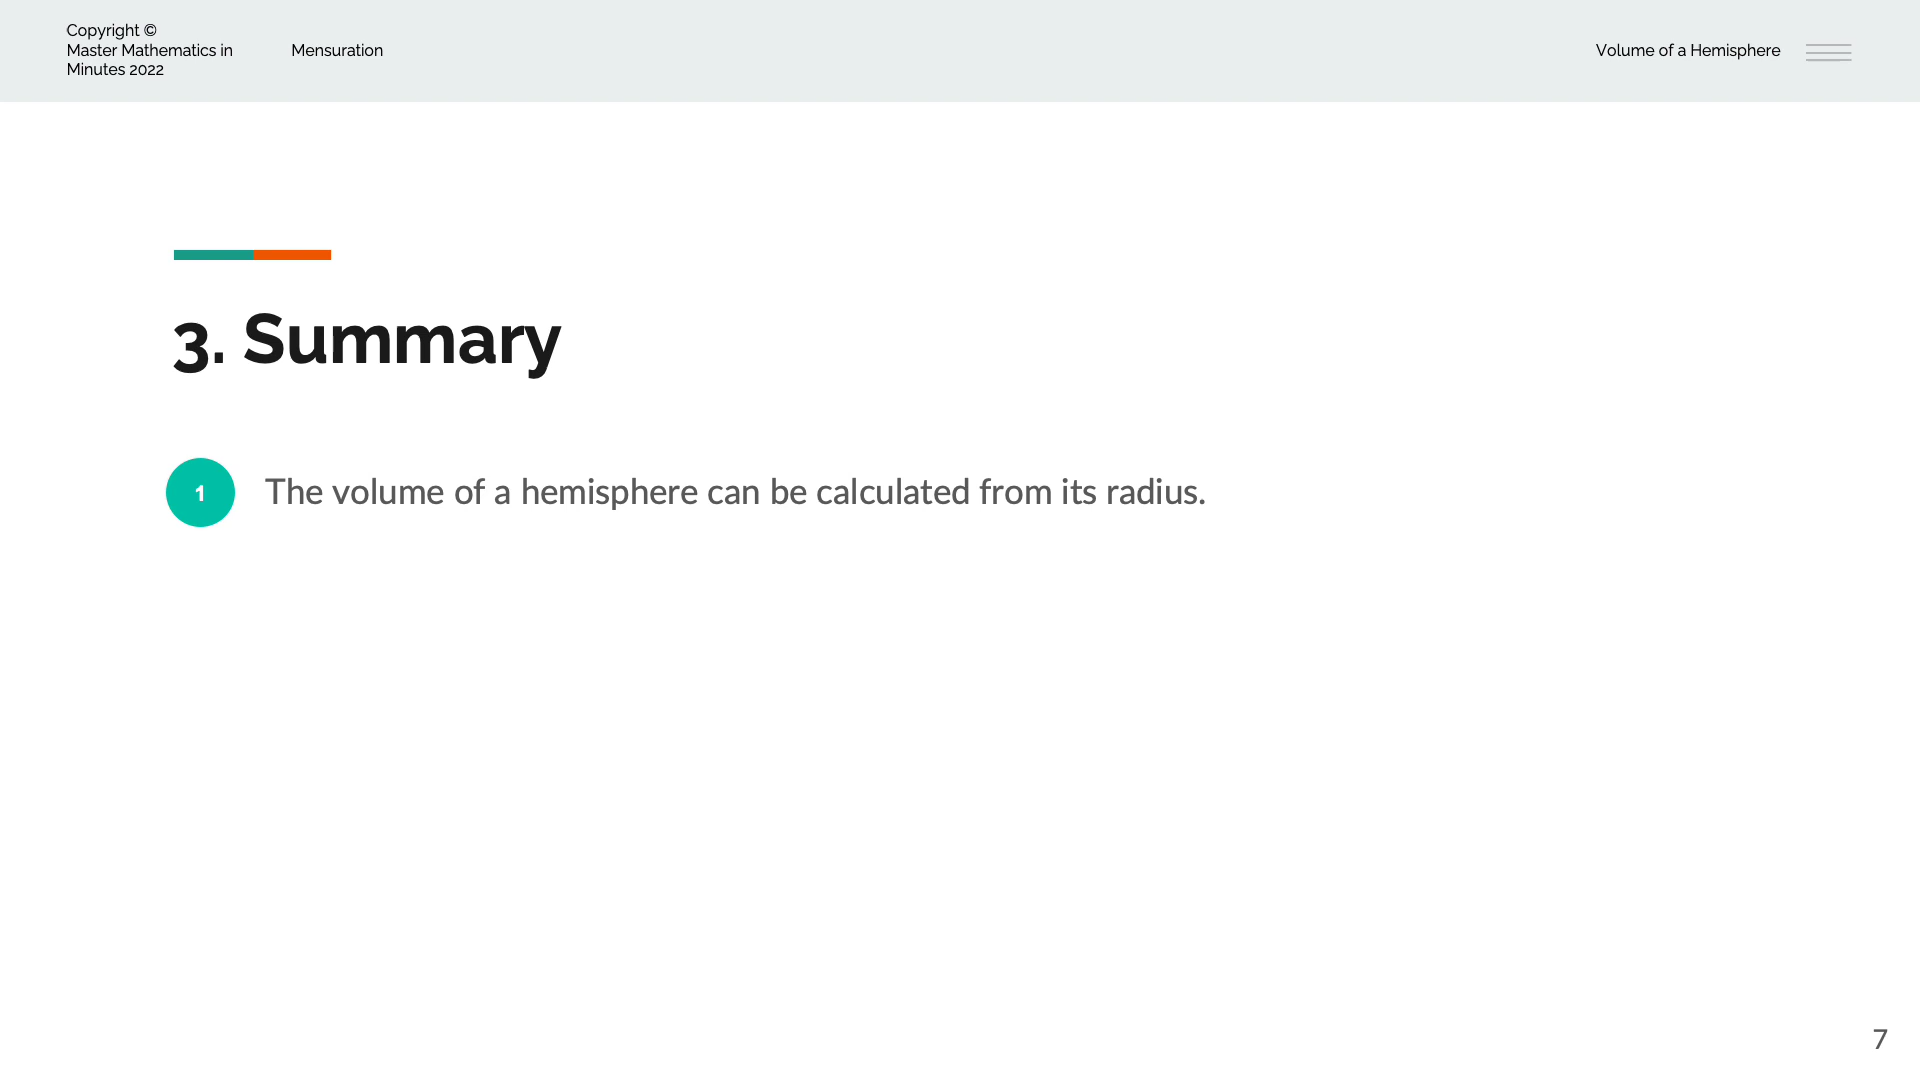 Copyright ©
Master Mathematics in
Minutes 2022
Mensuration
Volume of a Hemisphere
3. Summary
1 The volume of a hemisphere can be calculated from its radius.
7